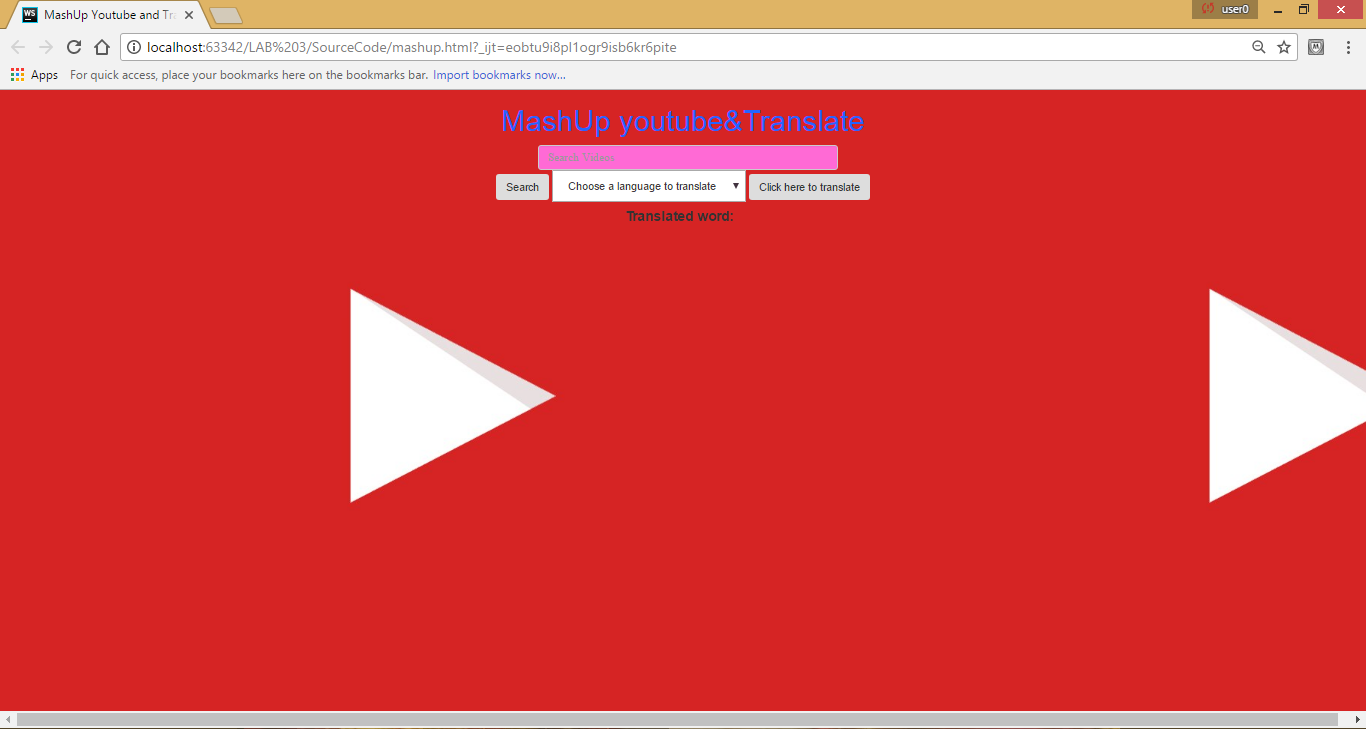 WS MashUp Youtube and Tra
user0
localhost:63342/LAB%203/SourceCode/mashup.html?_ijt=eobtu9i8pl1ogr9isb6kr6pite
Apps For quick access, place your bookmarks here on the bookmarks bar. Import bookmarks now...
MashUp youtube&Translate
Search Videos
Search Choose a language to translate Click here to translate
Translated word: